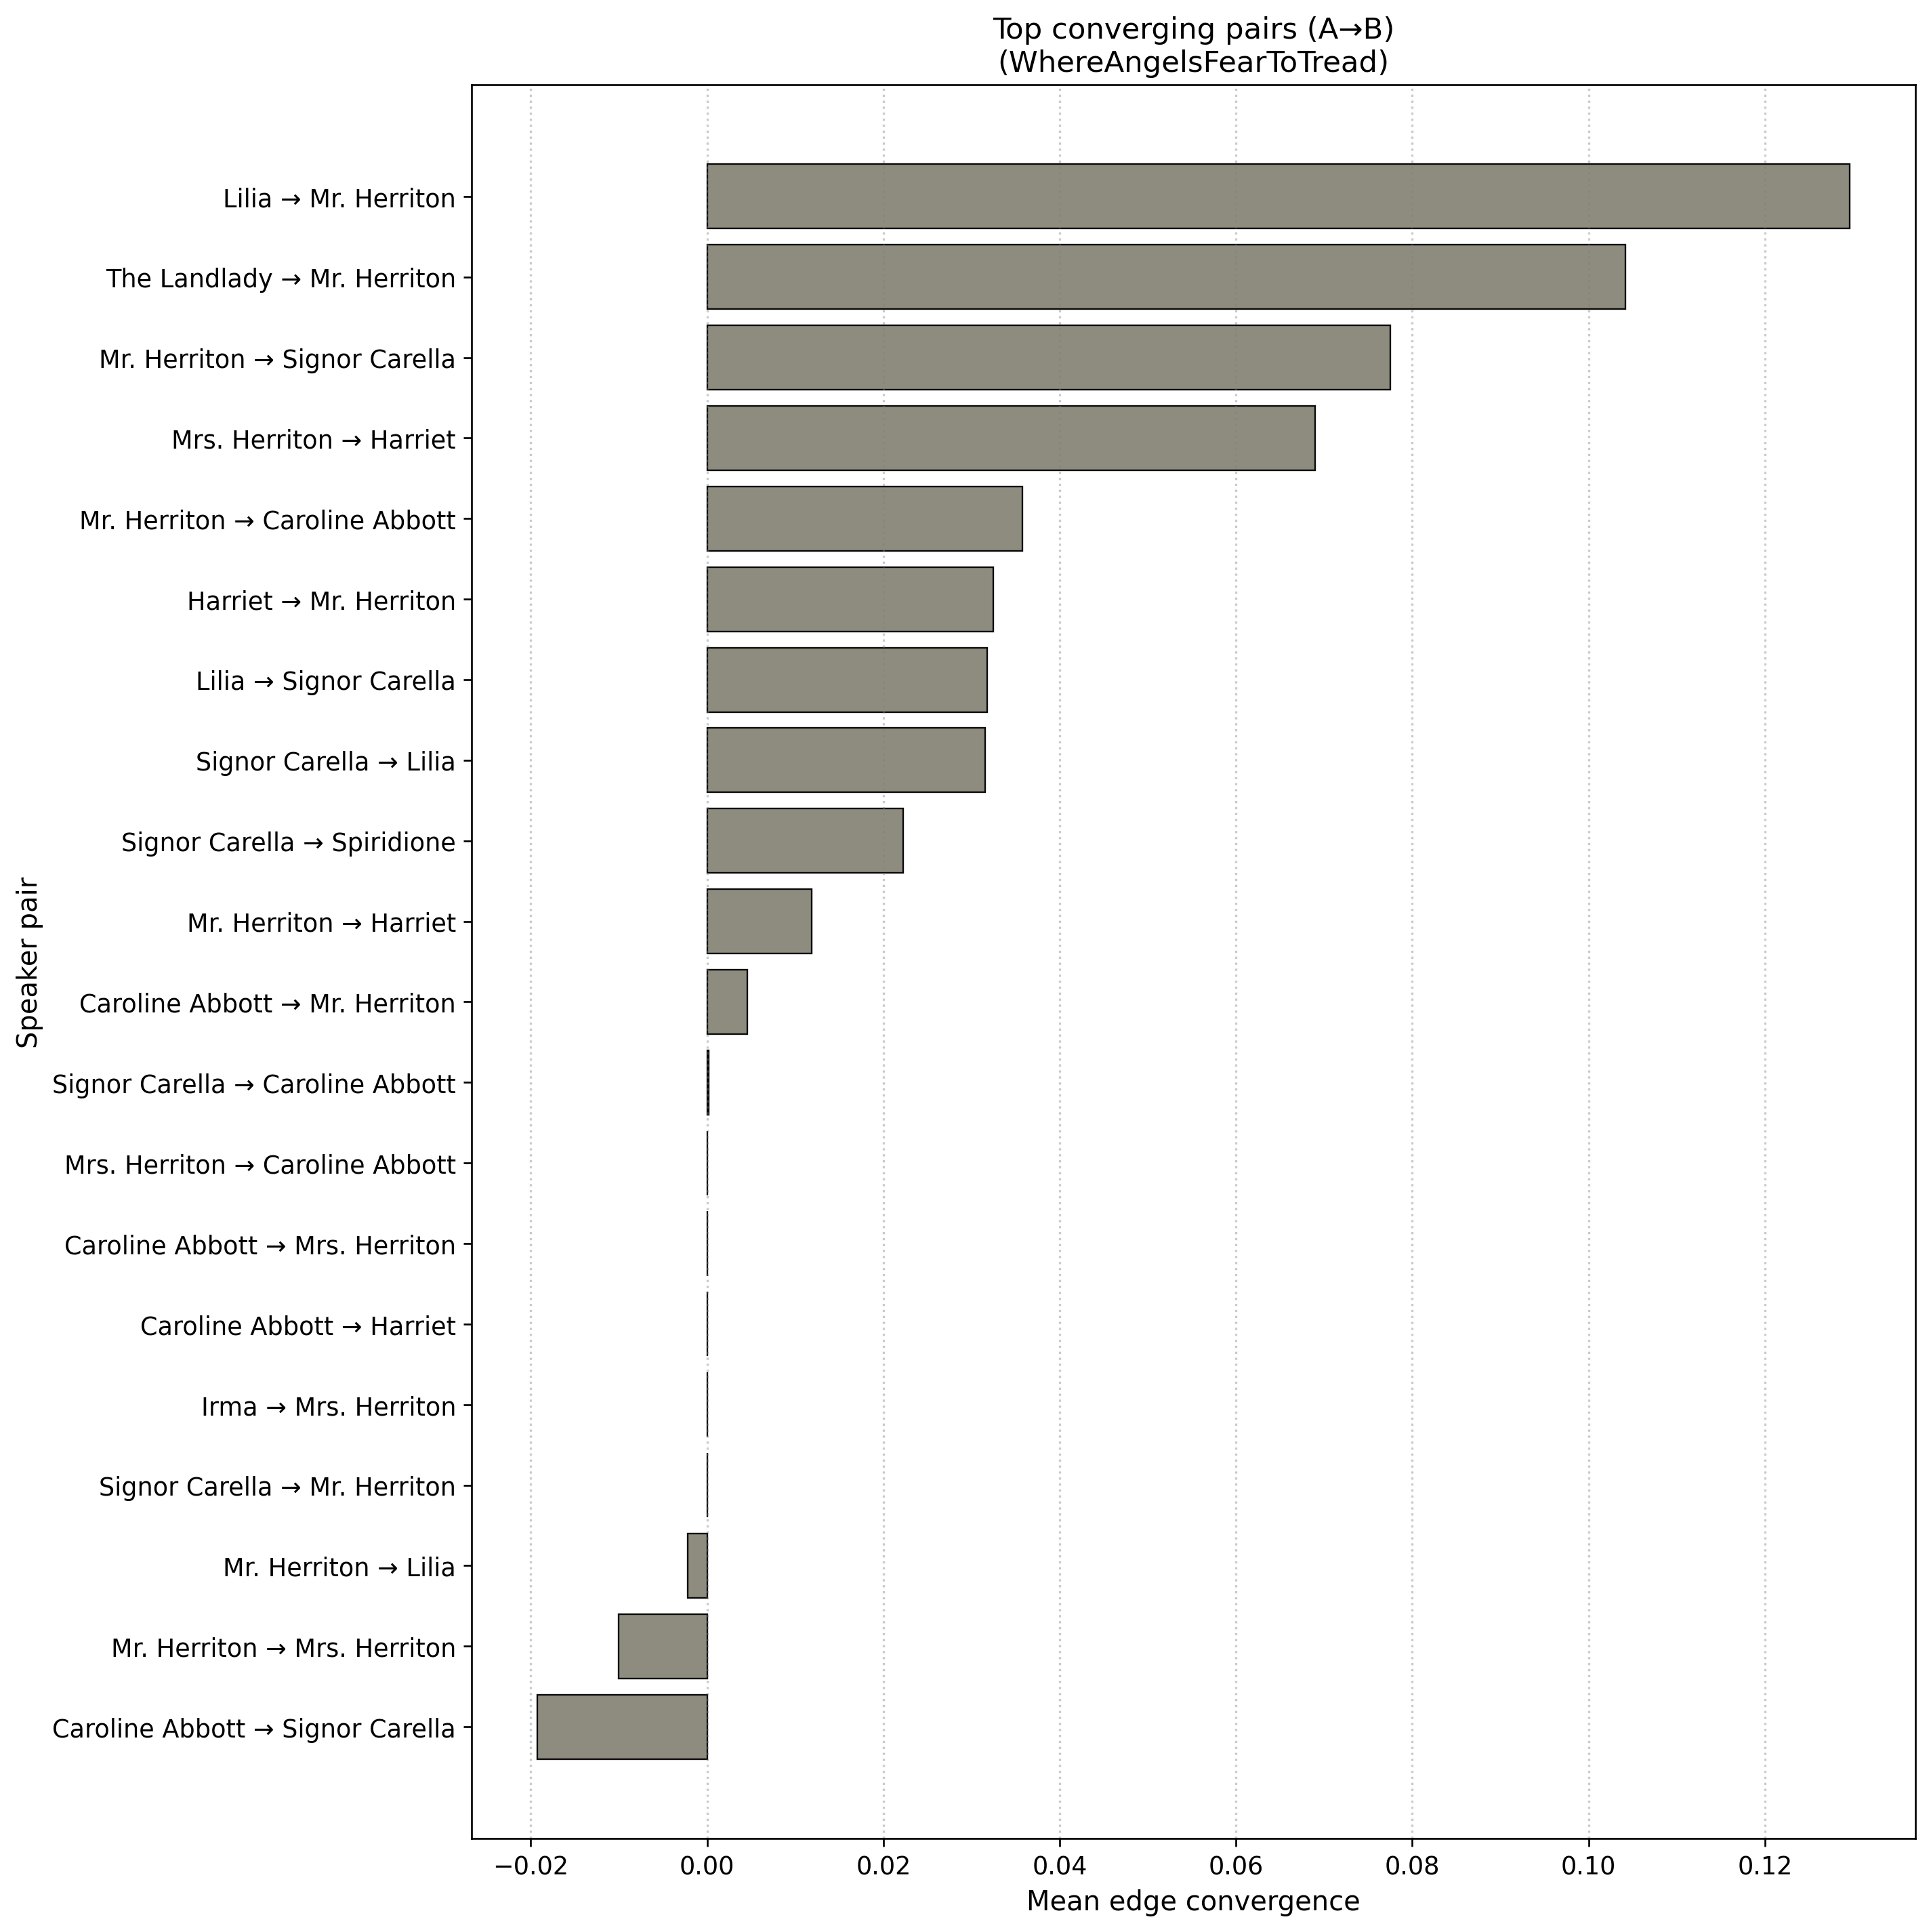 Top converging pairs (A→B)
(WhereAngelsFearToTread)
Speaker pair
Lilia → Mr. Herriton
The Landlady → Mr. Herriton
Mr. Herriton → Signor Carella
Mrs. Herriton → Harriet
Mr. Herriton → Caroline Abbott
Harriet → Mr. Herriton
Lilia → Signor Carella
Signor Carella → Lilia
Signor Carella → Spiridione
Mr. Herriton → Harriet
Caroline Abbott → Mr. Herriton
Signor Carella → Caroline Abbott
Mrs. Herriton → Caroline Abbott
Caroline Abbott → Mrs. Herriton
Caroline Abbott → Harriet
Irma → Mrs. Herriton
Signor Carella → Mr. Herriton
Mr. Herriton → Lilia
Mr. Herriton → Mrs. Herriton
Caroline Abbott → Signor Carella
−0.02 0.00 0.02 0.04 0.06 0.08 0.10 0.12
Mean edge convergence